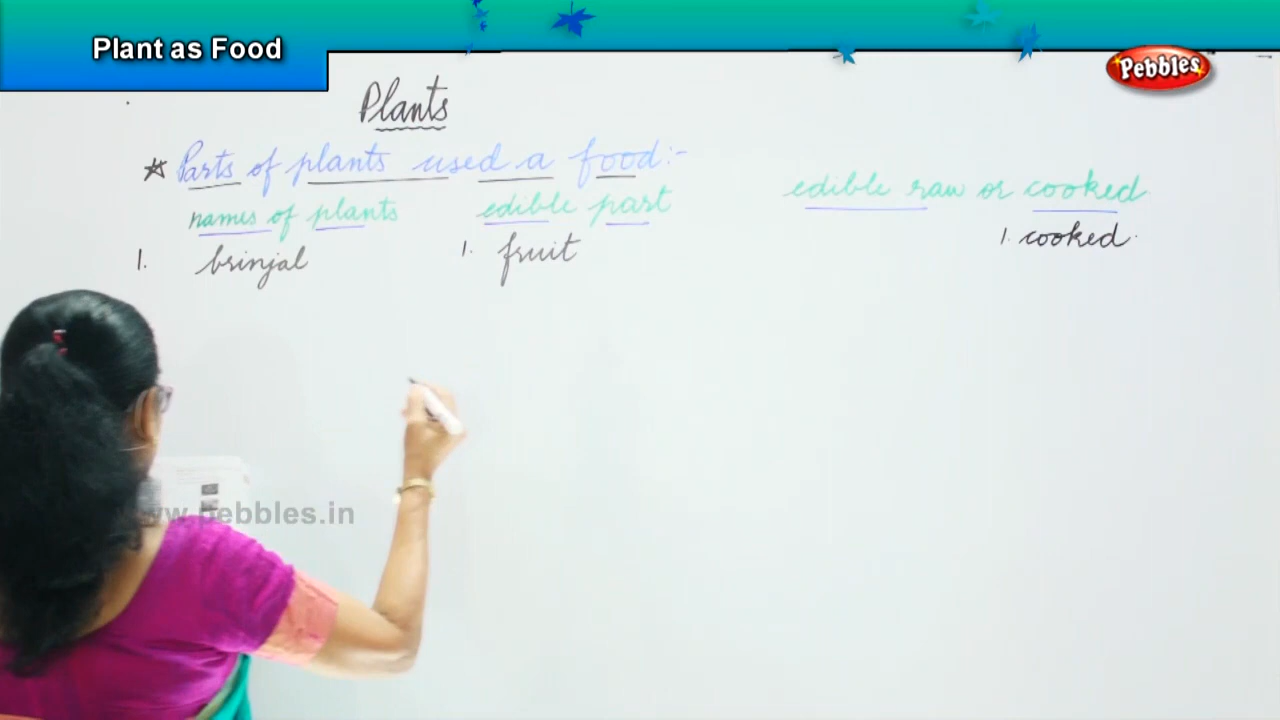 Plant as Food
Pebbles
Plants
☆ Parts of plants used a food:-
names of plants edible part edible raw or cooked
1. brinjal 1. fruit 1. cooked.
www.pebbles.in